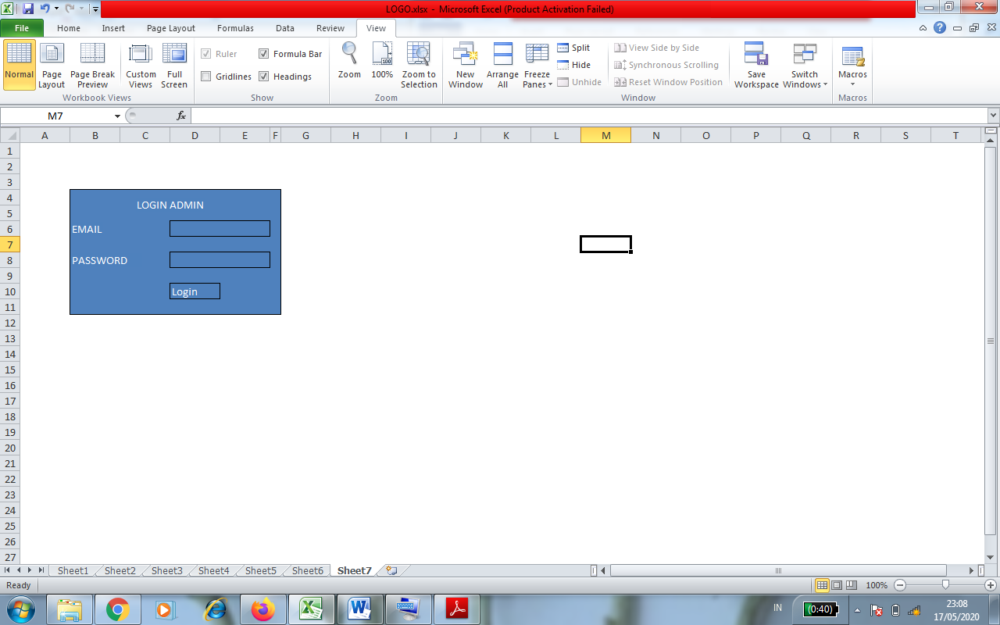 LOGO.xlsx - Microsoft Excel (Product Activation Failed)
File Home Insert Page Layout Formulas Data Review View
Normal Page Layout Page Break Preview Custom Views Full Screen
Workbook Views
Ruler Formula Bar
Gridlines Headings
Show
Zoom 100% Zoom to Selection
100
Zoom
New Window Arrange All Freeze Panes
Split
Hide
Unhide
View Side by Side
Synchronous Scrolling
Reset Window Position
Save Workspace Switch Windows
Window
Macros
Macros
M7 fx
A B C D E F G H I J K L M N O P Q R S T
1
2
3
4
LOGIN ADMIN
5
6 EMAIL
7
8 PASSWORD
9
10 Login
11
12
13
14
15
16
17
18
19
20
21
22
23
24
25
26
27
Sheet1 Sheet2 Sheet3 Sheet4 Sheet5 Sheet6 Sheet7
Ready 100%
IN (0:40) 23:08
17/05/2020